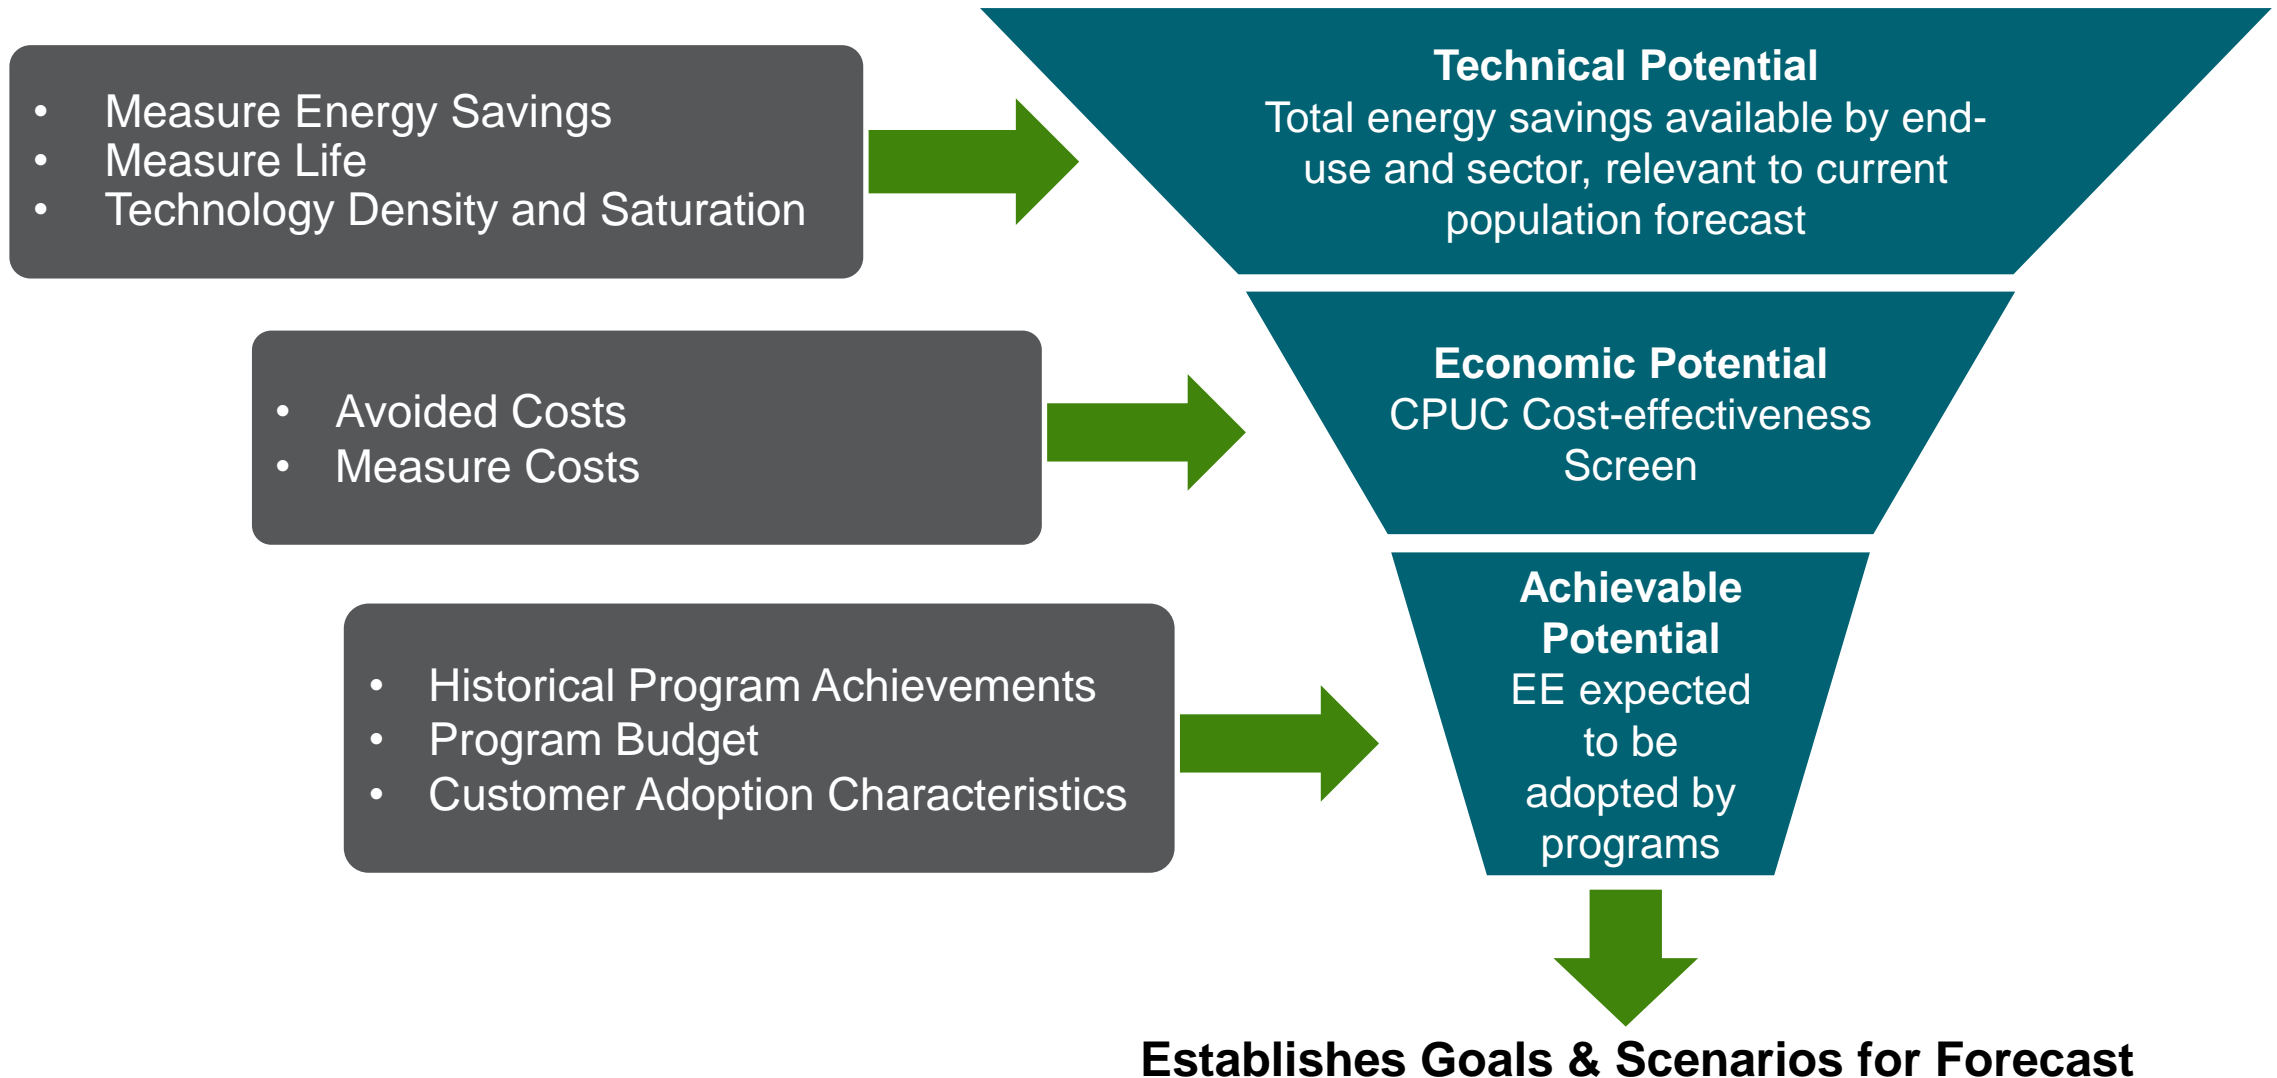 • Measure Energy Savings
• Measure Life
• Technology Density and Saturation
Technical Potential
Total energy savings available by end-
use and sector, relevant to current
population forecast
• Avoided Costs
• Measure Costs
Economic Potential
CPUC Cost-effectiveness
Screen
• Historical Program Achievements
• Program Budget
• Customer Adoption Characteristics
Achievable
Potential
EE expected
to be
adopted by
programs
Establishes Goals & Scenarios for Forecast